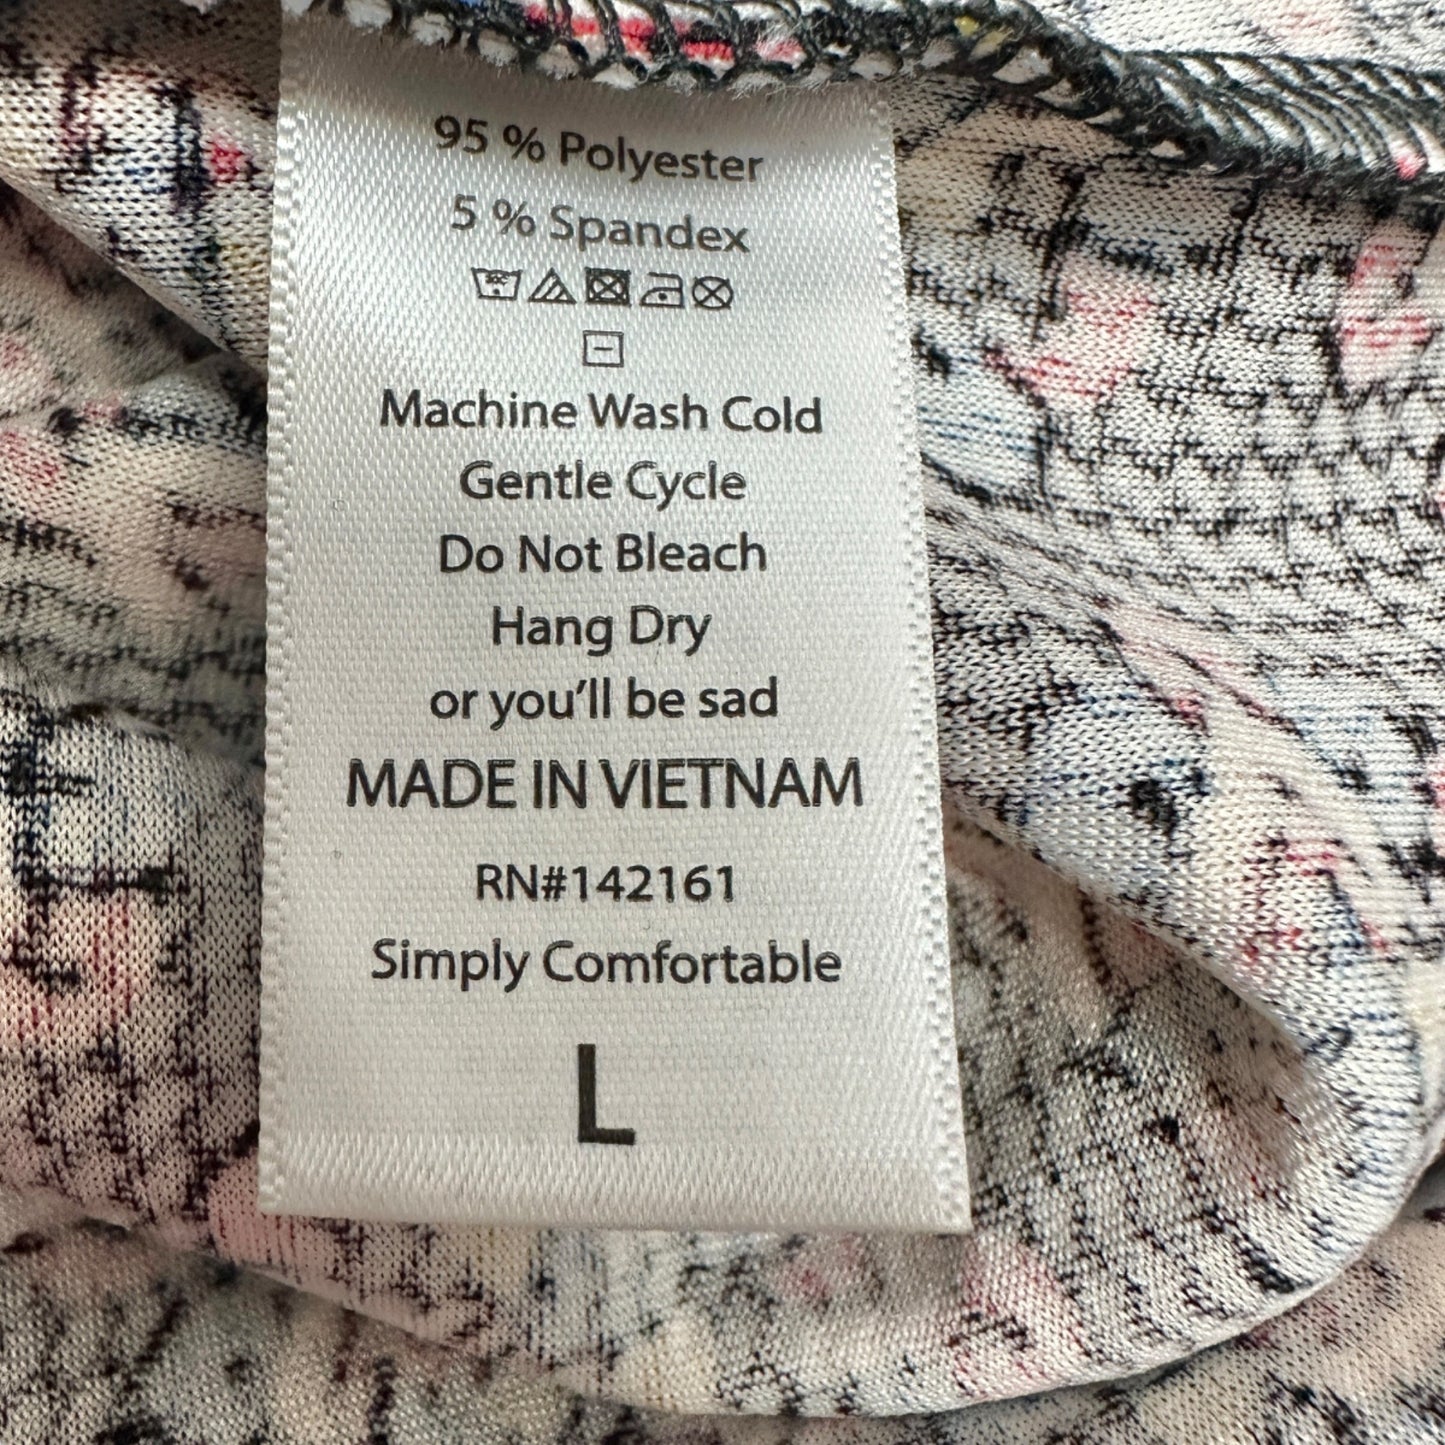 95 % Polyester
5 % Spandex
Machine Wash Cold
Gentle Cycle
Do Not Bleach
Hang Dry
or you’ll be sad
MADE IN VIETNAM
RN#142161
Simply Comfortable
L